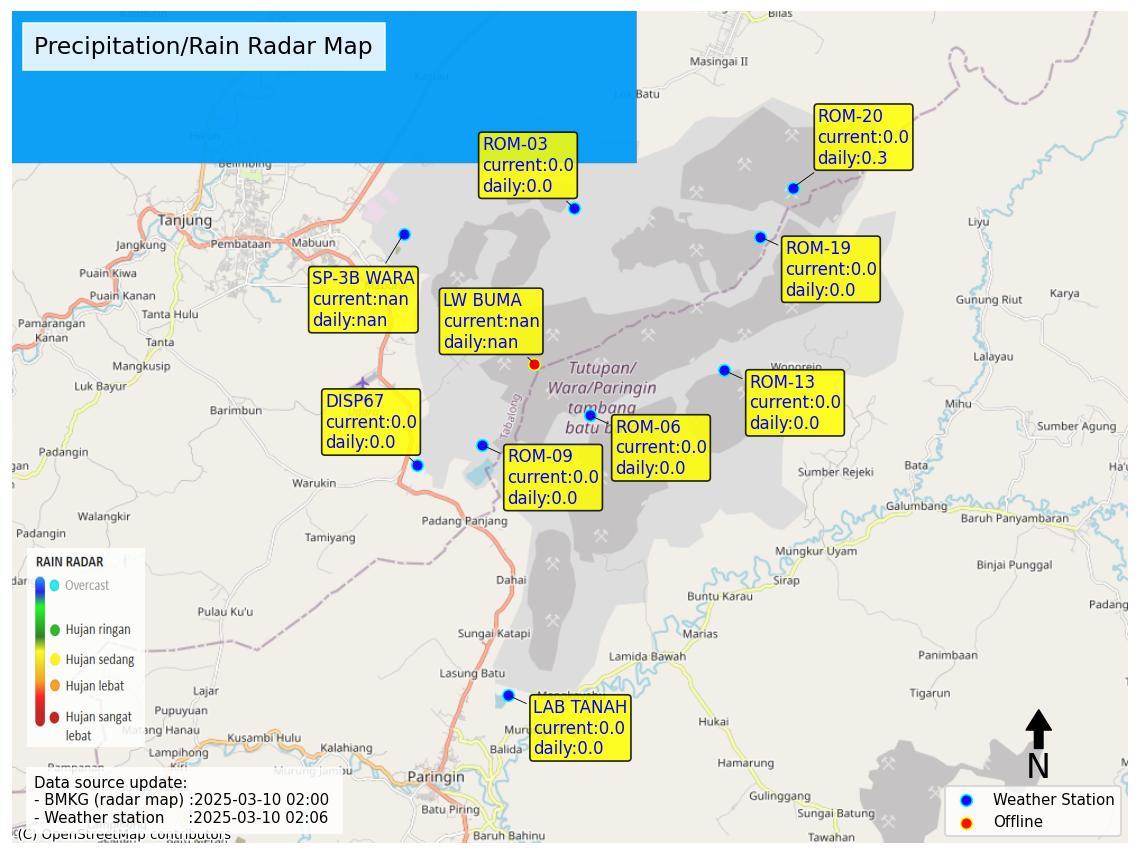 Precipitation/Rain Radar Map
Bilas
Masingai II
Batu
Belimbing
Tanjung
Jangkung
Pembataan
Mabuun
Puain Kiwa
Puain Kanan
Tanta Hulu
Pamarangan
Kanan
Tanta
Mangkusip
Luk Bayur
Barimbun
Padangin
Warukin
Walangkir
Padangin
Tamiyang
Padang Panjang
Dahai
Pulau Ku'u
Sungai Katapi
Lasung Batu
Lajar
Pupuyuan
Matang Hanau
Lampihong
Kusambi Hulu
Kalahiang
Murung Jambu
Paringin
Batu Piring
Baruh Bahinu
Balida
Liyu
Gunung Riut
Karya
Lalayau
Wonorejo
Mihu
Sumber Agung
Bata
Sumber Rejeki
Galumbang
Baruh Panyambaran
Mungkur Uyam
Binjai Punggal
Sirap
Buntu Karau
Padang
Marias
Lamida Bawah
Panimbaan
Tigarun
Hukai
Hamarung
Gulinggang
Sungai Batung
Tawahan
Tabalong
Tutupan/
Wara/Paringin
tambang
batu b
ROM-03
current:0.0
daily:0.0
ROM-20
current:0.0
daily:0.3
ROM-19
current:0.0
daily:0.0
SP-3B WARA
current:nan
daily:nan
LW BUMA
current:nan
daily:nan
ROM-13
current:0.0
daily:0.0
DISP67
current:0.0
daily:0.0
ROM-06
current:0.0
daily:0.0
ROM-09
current:0.0
daily:0.0
LAB TANAH
current:0.0
daily:0.0
RAIN RADAR
Overcast
Hujan ringan
Hujan sedang
Hujan lebat
Hujan sangat
lebat
Data source update:
- BMKG (radar map) :2025-03-10 02:00
- Weather station :2025-03-10 02:06
(C) OpenStreetMap contributors
N
Weather Station
Offline